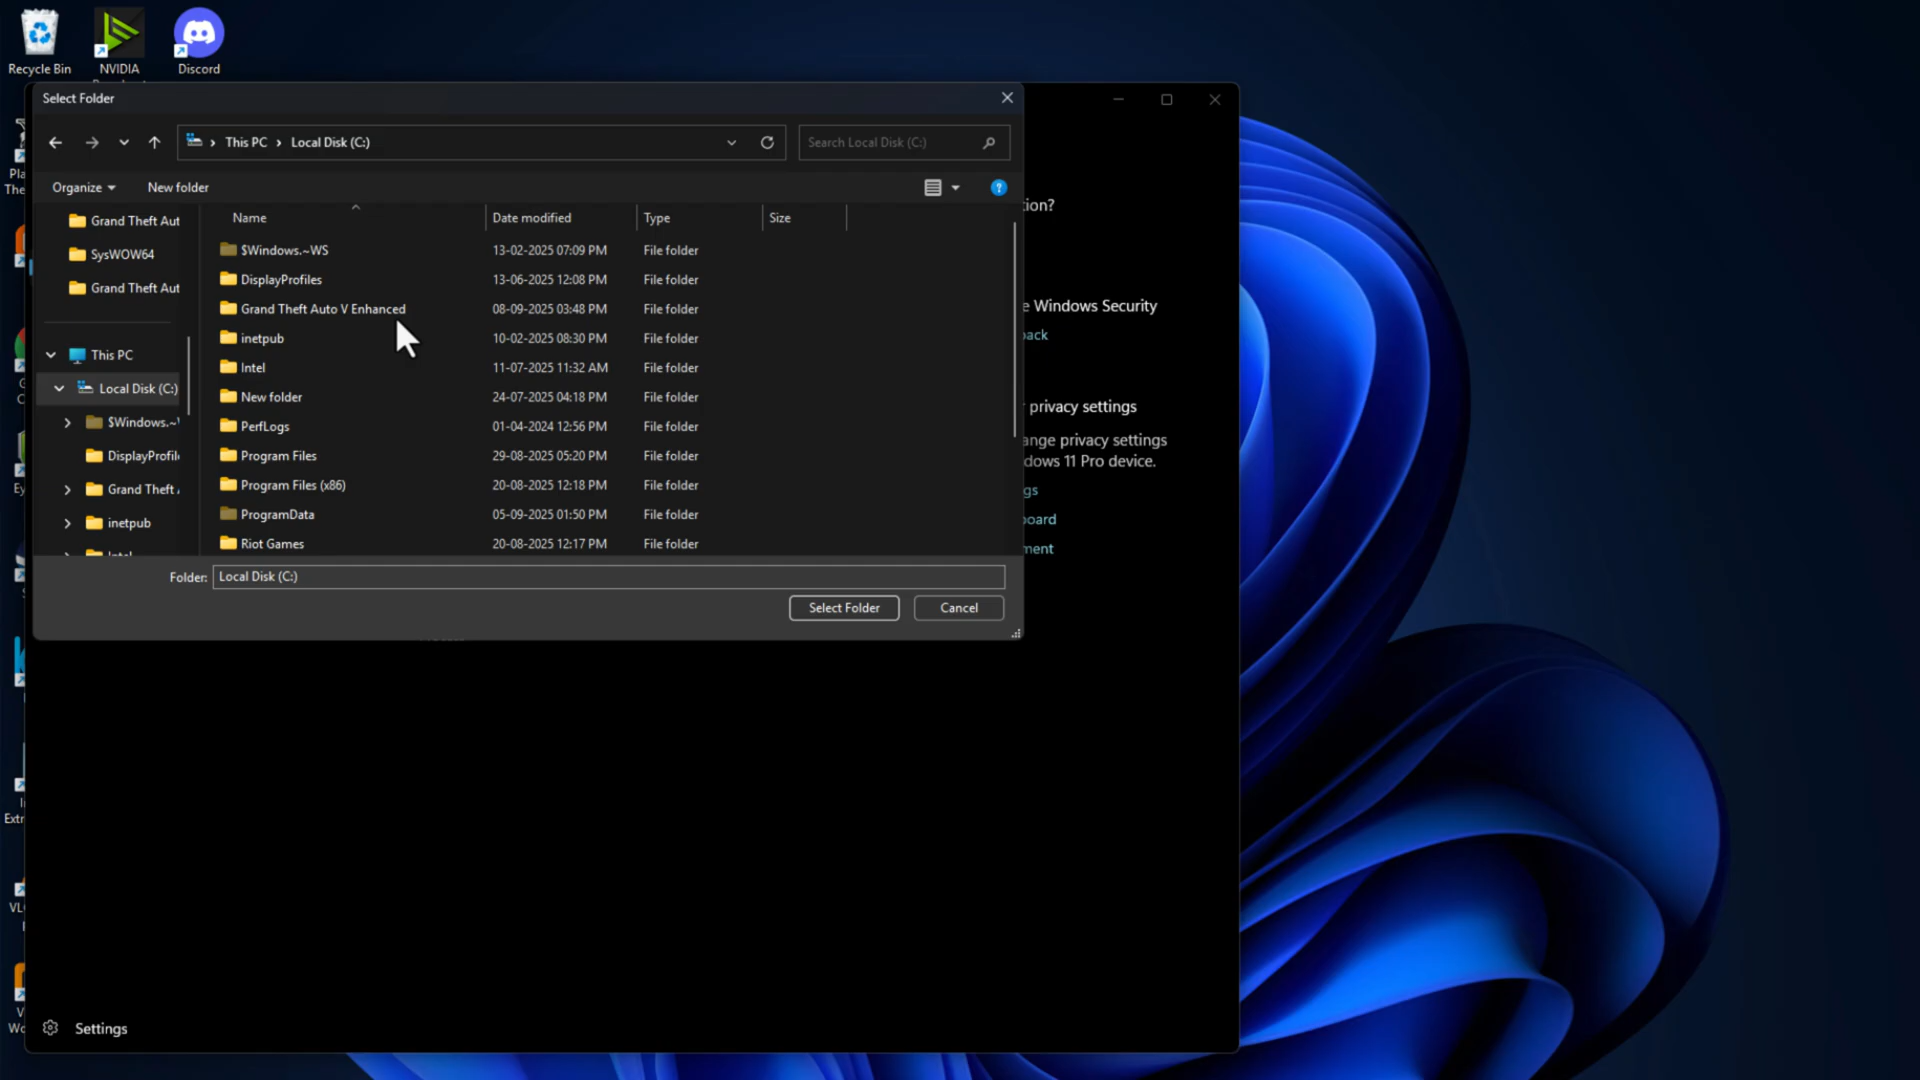 Recycle Bin
NVIDIA
Discord
Select Folder
This PC
Local Disk (C:)
Search Local Disk (C:)
Organize
New folder
Grand Theft Aut
SysWOW64
Grand Theft Aut
This PC
Local Disk (C:)
$Windows.~
DisplayProfil
Grand Theft
inetpub
Name
Date modified
Type
Size
$Windows.~WS 13-02-2025 07:09 PM File folder
DisplayProfiles 13-06-2025 12:08 PM File folder
Grand Theft Auto V Enhanced 08-09-2025 03:48 PM File folder
inetpub 10-02-2025 08:30 PM File folder
Intel 11-07-2025 11:32 AM File folder
New folder 24-07-2025 04:18 PM File folder
PerfLogs 01-04-2024 12:56 PM File folder
Program Files 29-08-2025 05:20 PM File folder
Program Files (x86) 20-08-2025 12:18 PM File folder
ProgramData 05-09-2025 01:50 PM File folder
Riot Games 20-08-2025 12:17 PM File folder
Folder: Local Disk (C:)
Select Folder
Cancel
ion?
e Windows Security
back
privacy settings
ange privacy settings
dows 11 Pro device.
gs
board
ment
Settings